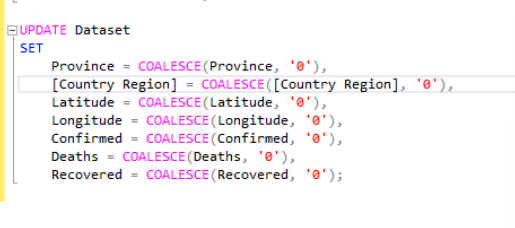 UPDATE Dataset
SET
Province = COALESCE(Province, '0'),
[Country Region] = COALESCE([Country Region], '0'),
Latitude = COALESCE(Latitude, '0'),
Longitude = COALESCE(Longitude, '0'),
Confirmed = COALESCE(Confirmed, '0'),
Deaths = COALESCE(Deaths, '0'),
Recovered = COALESCE(Recovered, '0');